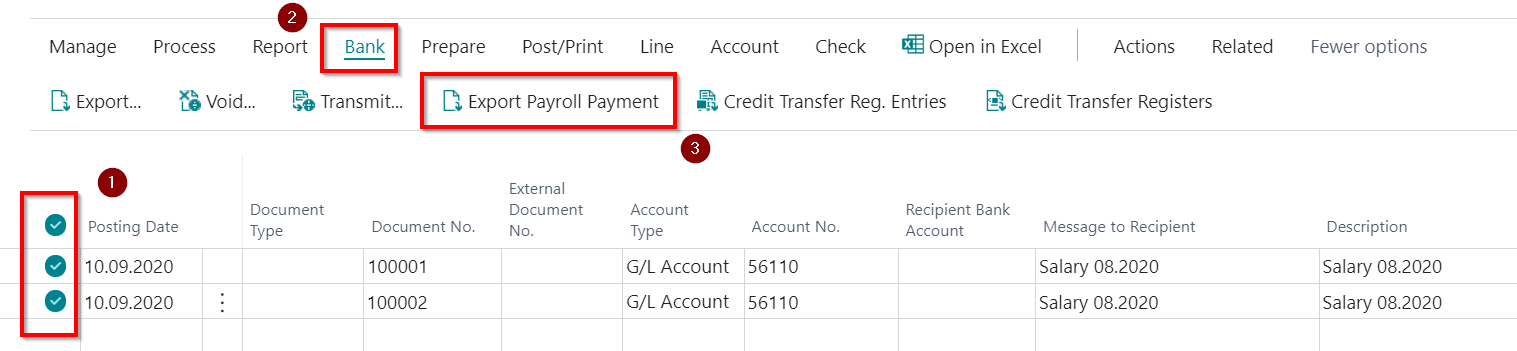 2
Manage Process Report Bank Prepare Post/Print Line Account Check Open in Excel Actions Related Fewer options
Export... Void... Transmit... Export Payroll Payment Credit Transfer Reg. Entries Credit Transfer Registers
3
1
Posting Date Document Type Document No. External Document No. Account Type Account No. Recipient Bank Account Message to Recipient Description
10.09.2020 100001 G/L Account 56110 Salary 08.2020 Salary 08.2020
10.09.2020 100002 G/L Account 56110 Salary 08.2020 Salary 08.2020